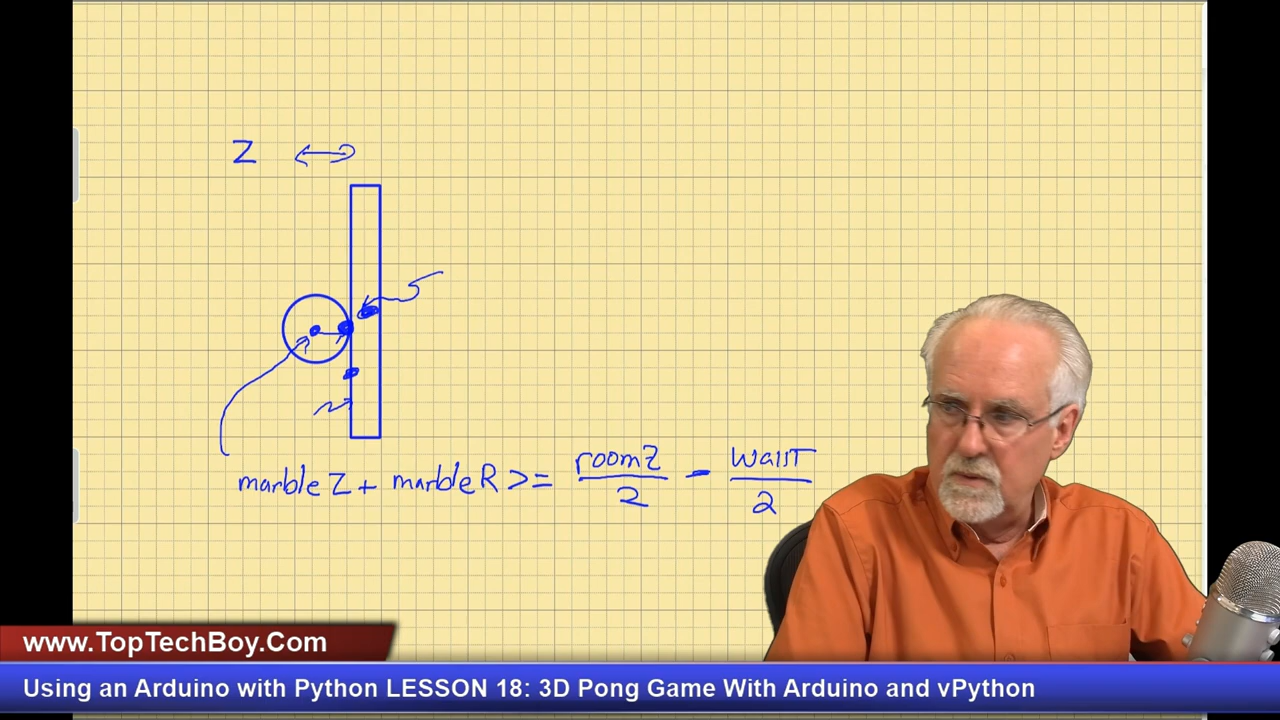 Z
marbleZ + marbleR >= roomZ/2 - wallT/2
www.TopTechBoy.Com
Using an Arduino with Python LESSON 18: 3D Pong Game With Arduino and vPython